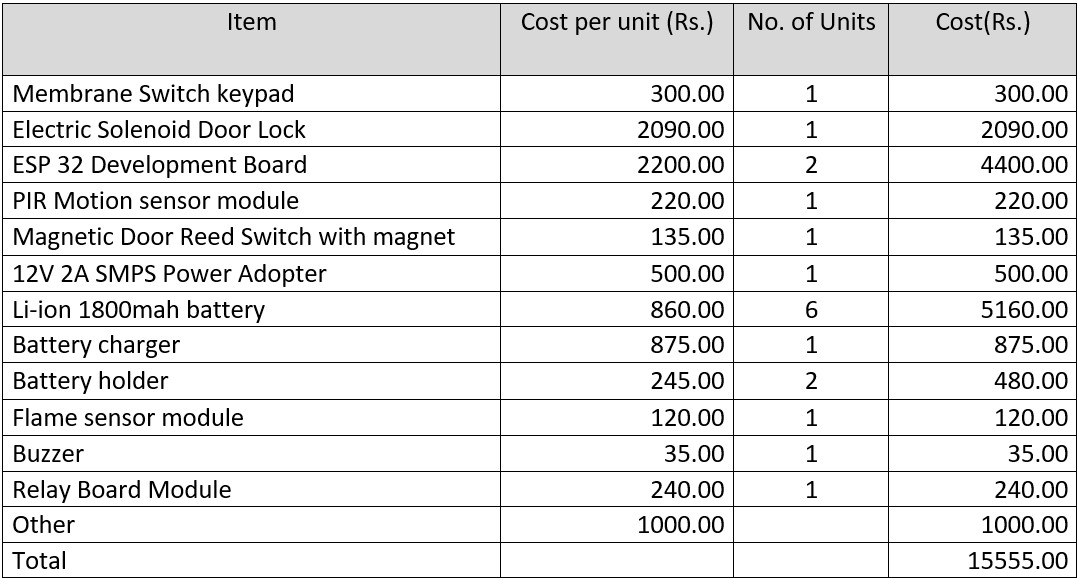 Item Cost per unit (Rs.) No. of Units Cost(Rs.)
Membrane Switch keypad 300.00 1 300.00
Electric Solenoid Door Lock 2090.00 1 2090.00
ESP 32 Development Board 2200.00 2 4400.00
PIR Motion sensor module 220.00 1 220.00
Magnetic Door Reed Switch with magnet 135.00 1 135.00
12V 2A SMPS Power Adopter 500.00 1 500.00
Li-ion 1800mah battery 860.00 6 5160.00
Battery charger 875.00 1 875.00
Battery holder 245.00 2 480.00
Flame sensor module 120.00 1 120.00
Buzzer 35.00 1 35.00
Relay Board Module 240.00 1 240.00
Other 1000.00 1000.00
Total 15555.00